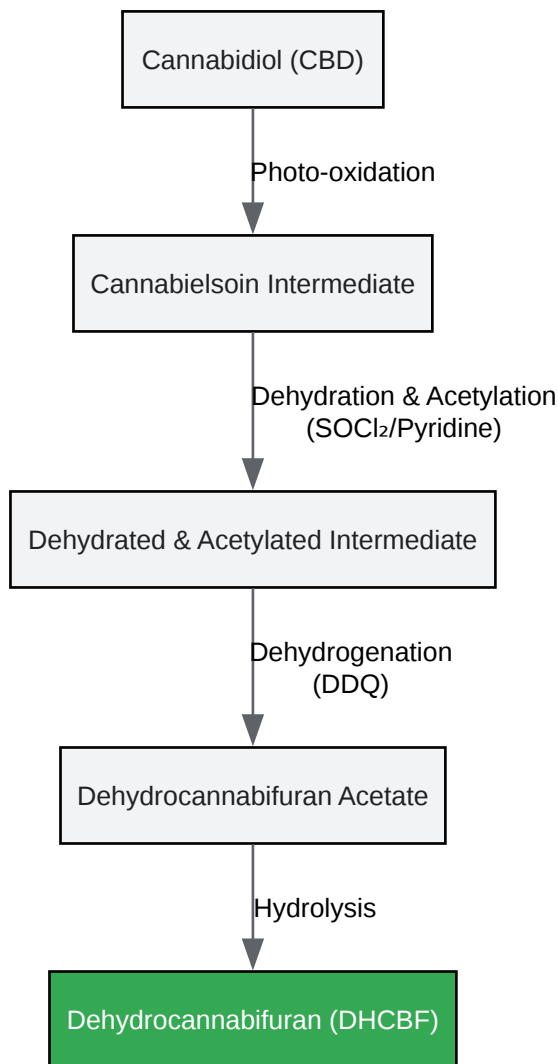 Cannabidiol (CBD)
Photo-oxidation
Cannabielsoin Intermediate
Dehydration & Acetylation
(SOCl₂/Pyridine)
Dehydrated & Acetylated Intermediate
Dehydrogenation
(DDQ)
Dehydrocannabifuran Acetate
Hydrolysis
Dehydrocannabifuran (DHCBF)